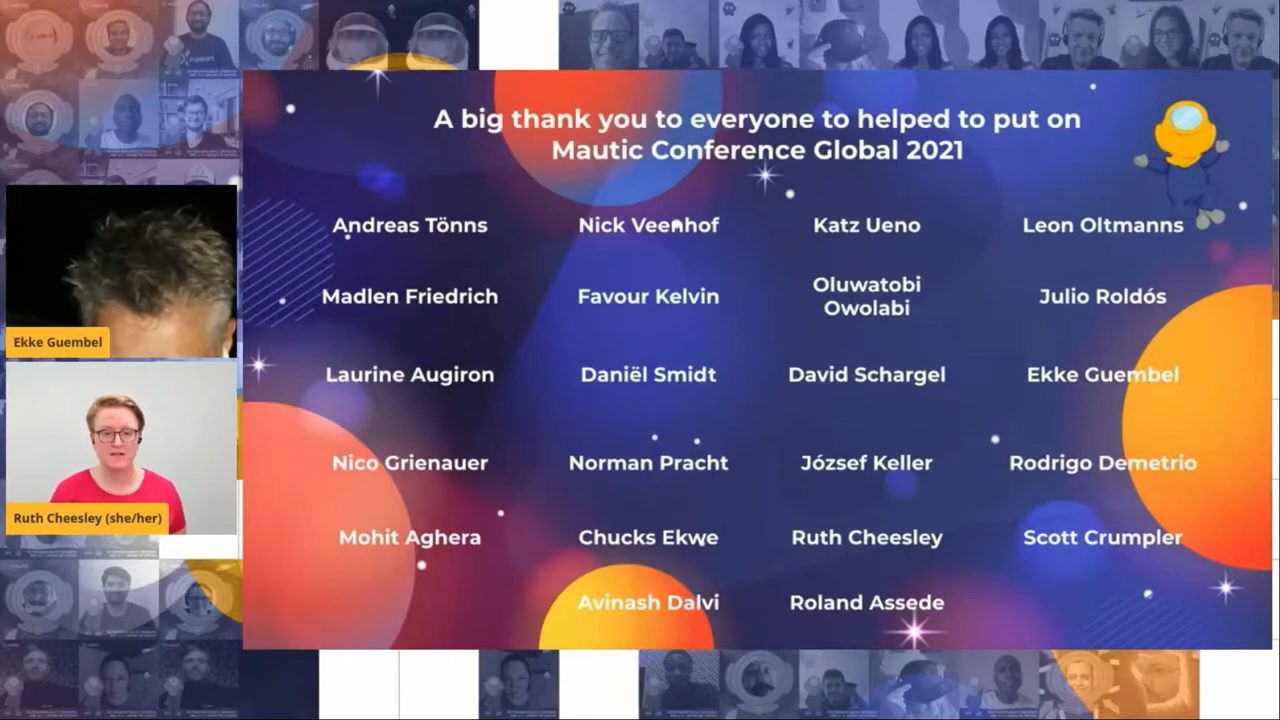 A big thank you to everyone to helped to put on
Mautic Conference Global 2021
Andreas Tönns
Nick Veenhof
Katz Ueno
Leon Oltmanns
Madlen Friedrich
Favour Kelvin
Oluwatobi
Owolabi
Julio Roldós
Laurine Augiron
Daniël Smidt
David Schargel
Ekke Guembel
Nico Grienauer
Norman Pracht
József Keller
Rodrigo Demetrio
Mohit Aghera
Chucks Ekwe
Ruth Cheesley
Scott Crumpler
Avinash Dalvi
Roland Assede
Ekke Guembel
Ruth Cheesley (she/her)